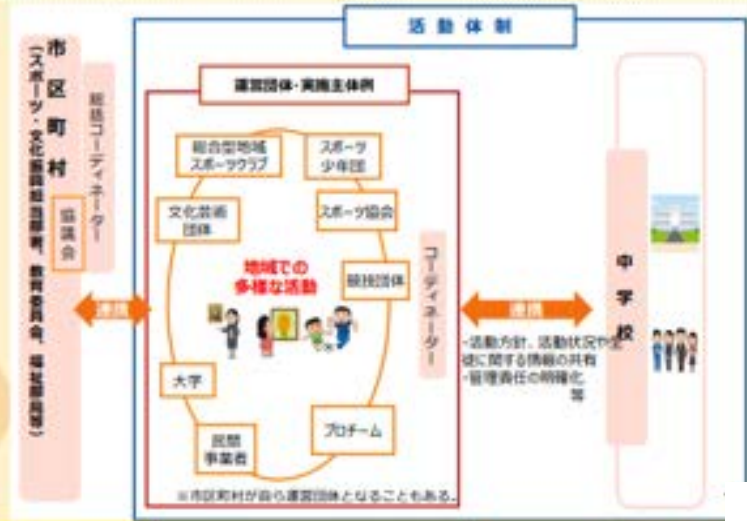 活動体制
市区町村
(スポーツ・文化振興担当部署、教育委員会、福祉部局等)
総括コーディネーター
協議会
連携
運営団体・実施主体例
総合型地域
スポーツクラブ
スポーツ
少年団
文化芸術
団体
スポーツ協会
競技団体
地域での
多様な活動
大学
民間
事業者
プロチーム
コーディネーター
※市区町村が自ら運営団体となることもある。
連携
・活動方針、活動状況や生
徒に関する情報の共有
・管理責任の明確化
等
中学校